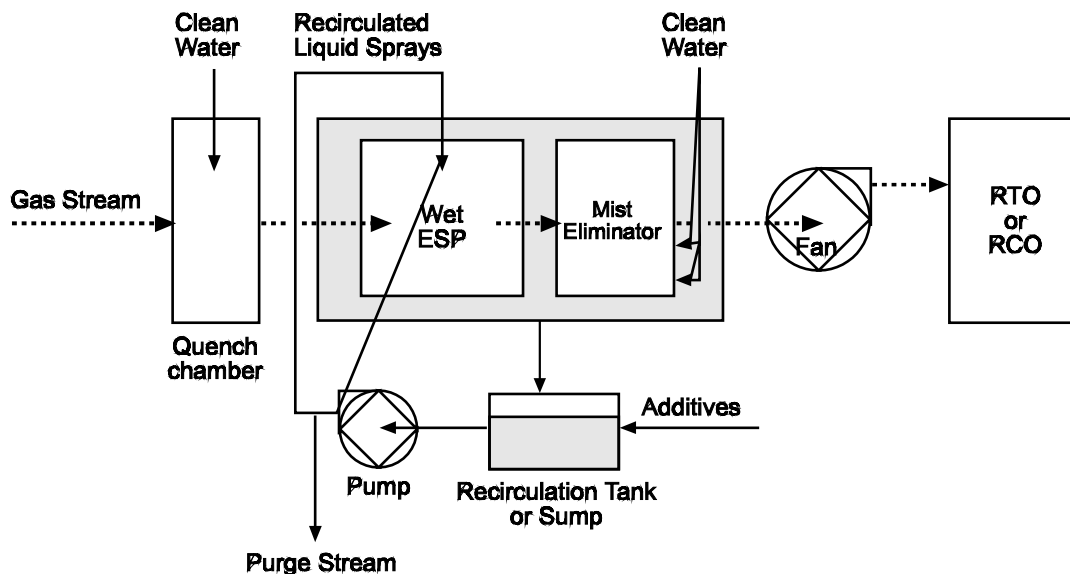 Clean
Water
Recirculated
Liquid Sprays
Clean
Water
Gas Stream
Wet
ESP
Mist
Eliminator
Fan
RTO
or
RCO
Quench
chamber
Additives
Pump
Recirculation Tank
or Sump
Purge Stream